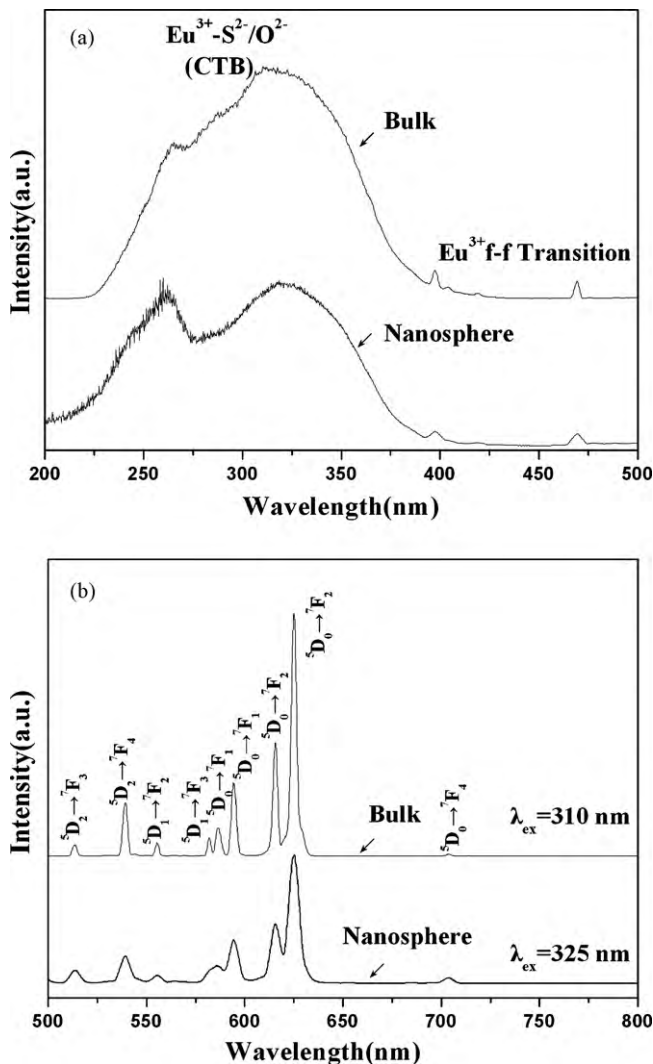 (a)
Eu³⁺-S²⁻/O²⁻
(CTB)
Bulk
Eu³⁺f-f Transition
Nanosphere
Intensity(a.u.)
200 250 300 350 400 450 500
Wavelength(nm)
(b)
⁵D₂→⁷F₃
⁵D₂→⁷F₄
⁵D₁→⁷F₂
⁵D₁→⁷F₃
⁵D₀→⁷F₁
⁵D₀→⁷F₁
⁵D₀→⁷F₂
⁵D₀→⁷F₂
⁵D₀→⁷F₄
Bulk
λex=310 nm
Nanosphere
λex=325 nm
Intensity(a.u.)
500 550 600 650 700 750 800
Wavelength(nm)